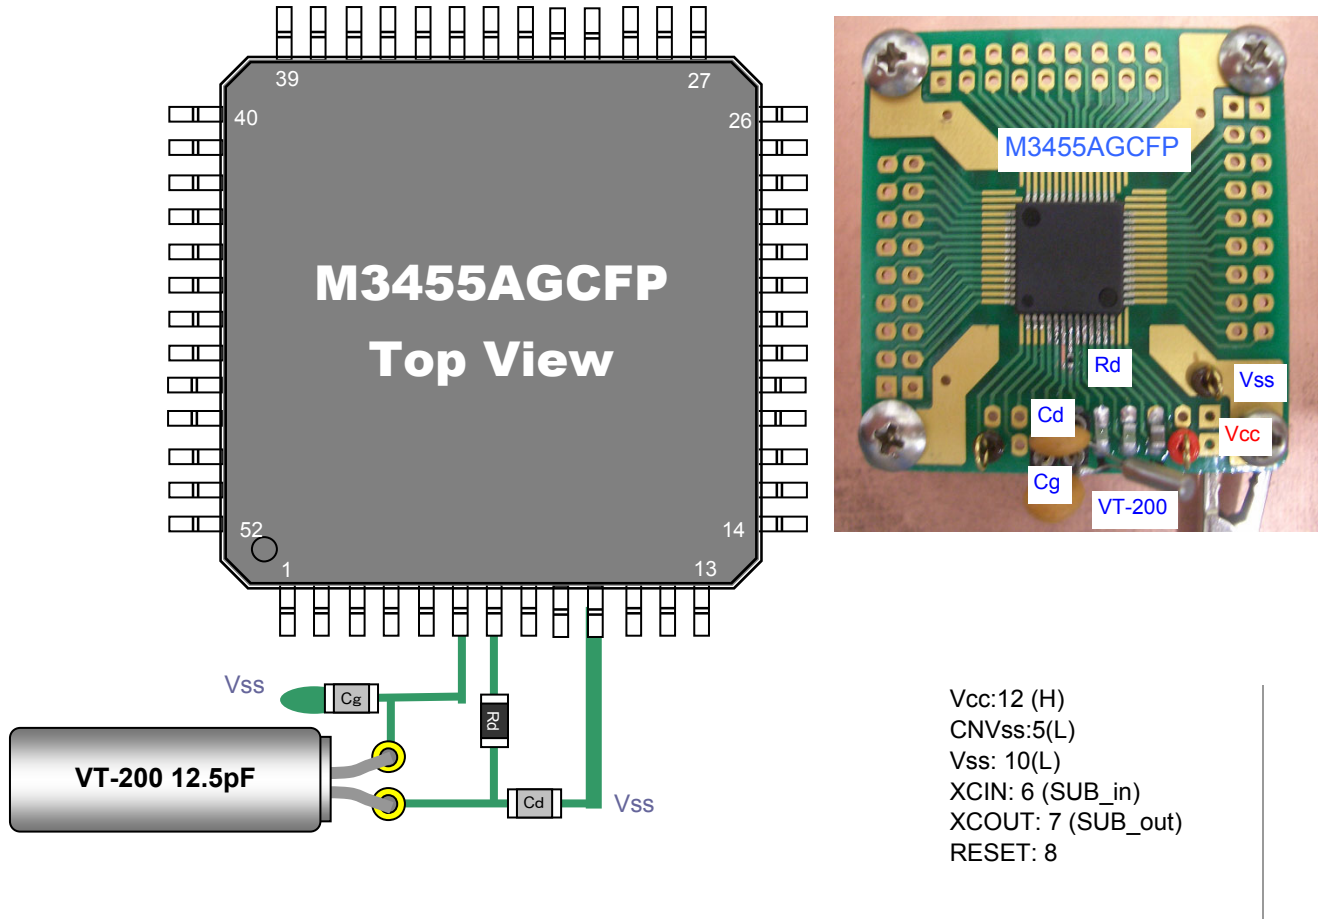 39
27
40
26
M3455AGCFP
Top View
52
14
1
13
Vss
Cg
Rd
VT-200 12.5pF
Cd
Vss
M3455AGCFP
Rd
Vss
Cd
Vcc
Cg
VT-200
Vcc:12 (H)
CNVss:5(L)
Vss: 10(L)
XCIN: 6 (SUB_in)
XCOUT: 7 (SUB_out)
RESET: 8